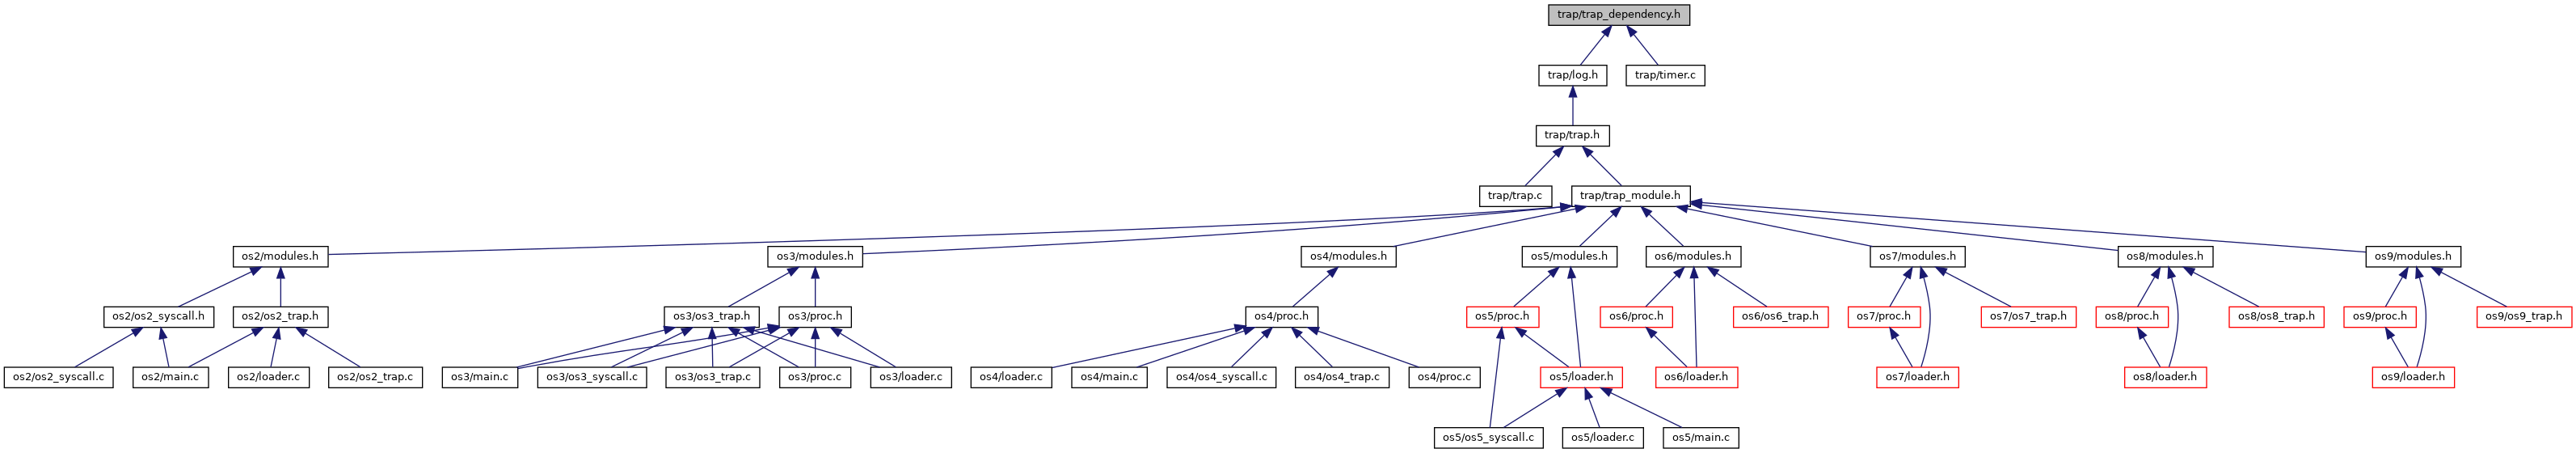 trap/trap_dependency.h
trap/log.h
trap/timer.c
trap/trap.h
trap/trap.c
trap/trap_module.h
os2/modules.h
os3/modules.h
os4/modules.h
os5/modules.h
os6/modules.h
os7/modules.h
os8/modules.h
os9/modules.h
os2/os2_syscall.h
os2/os2_trap.h
os3/os3_trap.h
os3/proc.h
os4/proc.h
os5/proc.h
os6/proc.h
os6/os6_trap.h
os7/proc.h
os7/os7_trap.h
os8/proc.h
os8/os8_trap.h
os9/proc.h
os9/os9_trap.h
os2/os2_syscall.c
os2/main.c
os2/loader.c
os2/os2_trap.c
os3/main.c
os3/os3_syscall.c
os3/os3_trap.c
os3/proc.c
os3/loader.c
os4/loader.c
os4/main.c
os4/os4_syscall.c
os4/os4_trap.c
os4/proc.c
os5/loader.h
os6/loader.h
os7/loader.h
os8/loader.h
os9/loader.h
os5/os5_syscall.c
os5/loader.c
os5/main.c